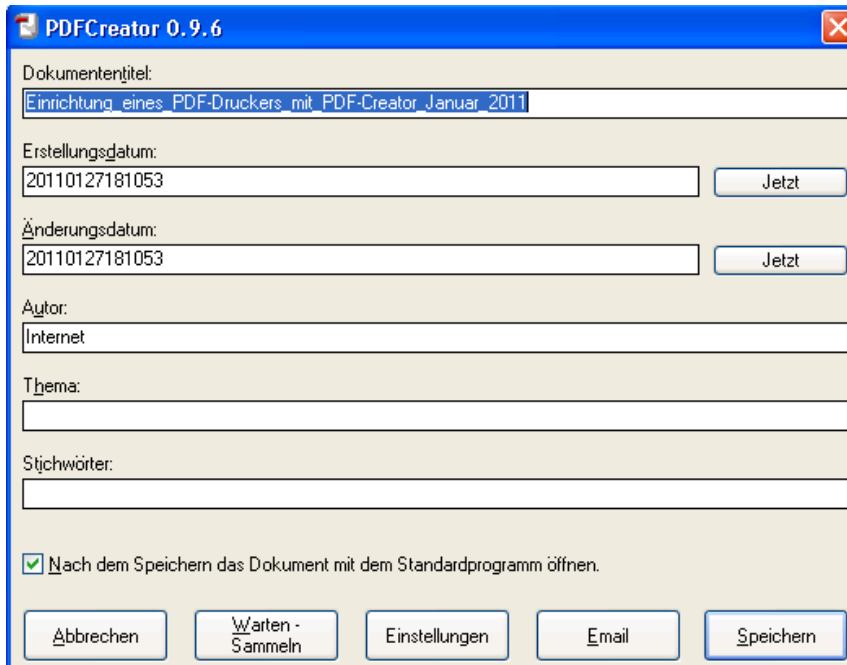 PDFCreator 0.9.6
Dokumententitel:
Einrichtung_eines_PDF-Druckers_mit_PDF-Creator_Januar_2011
Erstellungsdatum:
20110127181053
Jetzt
Änderungsdatum:
20110127181053
Jetzt
Autor:
Internet
Thema:
Stichwörter:
Nach dem Speichern das Dokument mit dem Standardprogramm öffnen.
Abbrechen
Warten -
Sammeln
Einstellungen
Email
Speichern